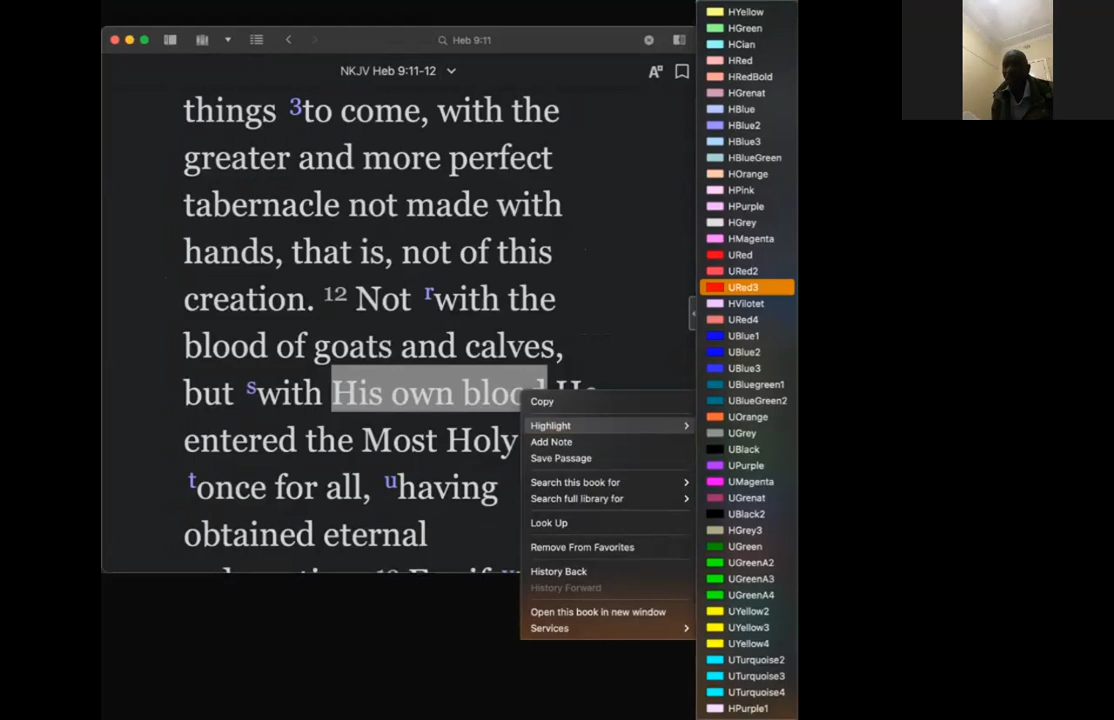 Heb 9:11
NKJV Heb 9:11-12
things 3to come, with the
greater and more perfect
tabernacle not made with
hands, that is, not of this
creation. 12 Not rwith the
blood of goats and calves,
but swith His own blood He
entered the Most Holy
tonce for all, uhaving
obtained eternal
Copy
Highlight
Add Note
Save Passage
Search this book for
Search full library for
Look Up
Remove From Favorites
History Back
History Forward
Open this book in new window
Services
HYellow
HGreen
HCian
HRed
HRedBold
HGrenat
HBlue
HBlue2
HBlue3
HBlueGreen
HOrange
HPink
HPurple
HGrey
HMagenta
URed
URed2
URed3
HVilotet
URed4
UBlue1
UBlue2
UBlue3
UBluegreen1
UBlueGreen2
UOrange
UGrey
UBlack
UPurple
UMagenta
UGrenat
UBlack2
HGrey3
UGreen
UGreenA2
UGreenA3
UGreenA4
UYellow2
UYellow3
UYellow4
UTurquoise2
UTurquoise3
UTurquoise4
HPurple1